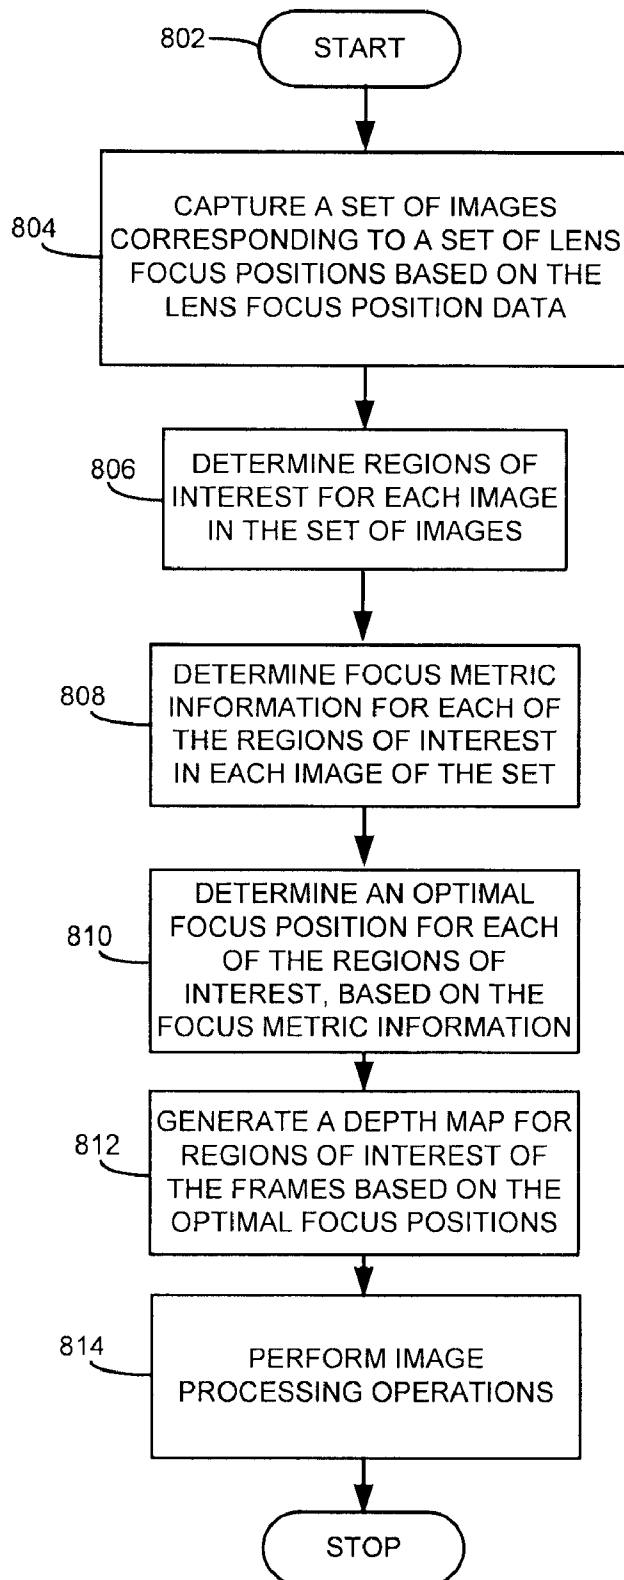 802
START
804
CAPTURE A SET OF IMAGES
CORRESPONDING TO A SET OF LENS
FOCUS POSITIONS BASED ON THE
LENS FOCUS POSITION DATA
806
DETERMINE REGIONS OF
INTEREST FOR EACH IMAGE
IN THE SET OF IMAGES
808
DETERMINE FOCUS METRIC
INFORMATION FOR EACH OF
THE REGIONS OF INTEREST
IN EACH IMAGE OF THE SET
810
DETERMINE AN OPTIMAL
FOCUS POSITION FOR EACH
OF THE REGIONS OF
INTEREST, BASED ON THE
FOCUS METRIC INFORMATION
812
GENERATE A DEPTH MAP FOR
REGIONS OF INTEREST OF
THE FRAMES BASED ON THE
OPTIMAL FOCUS POSITIONS
814
PERFORM IMAGE
PROCESSING OPERATIONS
STOP